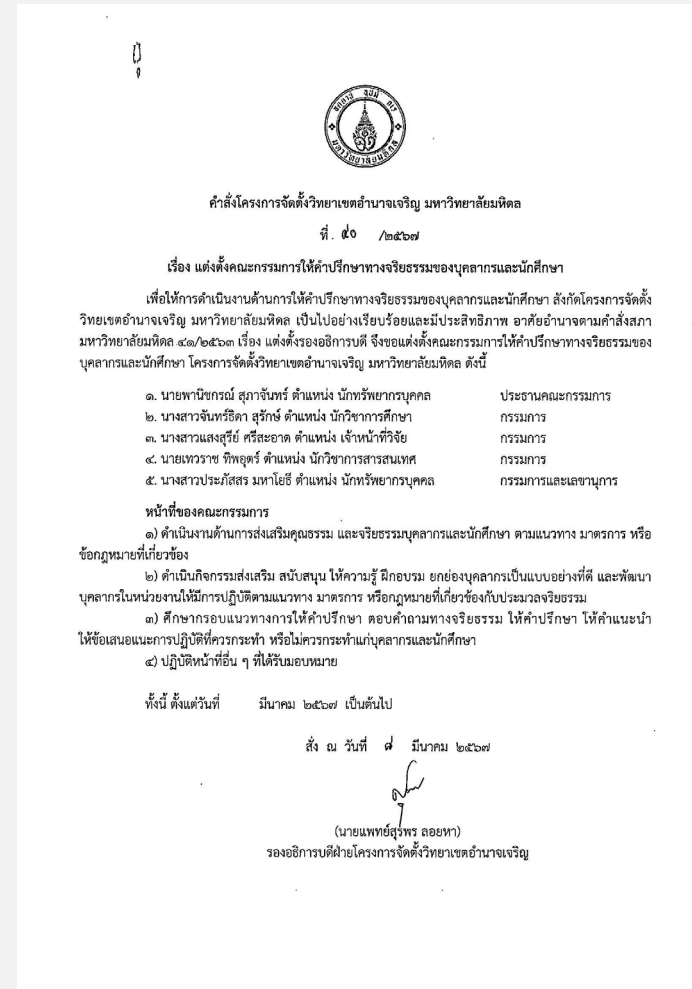 คำสั่งโครงการจัดตั้งวิทยาเขตอำนาจเจริญ มหาวิทยาลัยมหิดล
ที่. ๔๐ /๒๕๖๗
เรื่อง แต่งตั้งคณะกรรมการให้คำปรึกษาทางจริยธรรมของบุคลากรและนักศึกษา
เพื่อให้การดำเนินงานด้านการให้คำปรึกษาทางจริยธรรมของบุคลากรและนักศึกษา สังกัดโครงการจัดตั้ง
วิทยเขตอำนาจเจริญ มหาวิทยาลัยมหิดล เป็นไปอย่างเรียบร้อยและมีประสิทธิภาพ อาศัยอำนาจตามคำสั่งสภา
มหาวิทยาลัยมหิดล ๔๑/๒๕๖๓ เรื่อง แต่งตั้งรองอธิการบดี จึงขอแต่งตั้งคณะกรรมการให้คำปรึกษาทางจริยธรรมของ
บุคลากรและนักศึกษา โครงการจัดตั้งวิทยาเขตอำนาจเจริญ มหาวิทยาลัยมหิดล ดังนี้
๑. นายพานิชกรณ์ สุภาจันทร์ ตำแหน่ง นักทรัพยากรบุคคล ประธานคณะกรรมการ
๒. นางสาวจันทร์ธิดา สุรักษ์ ตำแหน่ง นักวิชาการศึกษา กรรมการ
๓. นางสาวแสงสุรีย์ ศรีสะอาด ตำแหน่ง เจ้าหน้าที่วิจัย กรรมการ
๔. นายเทวราช ทิพอุตร์ ตำแหน่ง นักวิชาการสารสนเทศ กรรมการ
๕. นางสาวประภัสสร มหาโยธี ตำแหน่ง นักทรัพยากรบุคคล กรรมการและเลขานุการ
หน้าที่ของคณะกรรมการ
๑) ดำเนินงานด้านการส่งเสริมคุณธรรม และจริยธรรมบุคลากรและนักศึกษา ตามแนวทาง มาตรการ หรือ
ข้อกฎหมายที่เกี่ยวข้อง
๒) ดำเนินกิจกรรมส่งเสริม สนับสนุน ให้ความรู้ ฝึกอบรม ยกย่องบุคลากรเป็นแบบอย่างที่ดี และพัฒนา
บุคลากรในหน่วยงานให้มีการปฏิบัติตามแนวทาง มาตรการ หรือกฎหมายที่เกี่ยวข้องกับประมวลจริยธรรม
๓) ศึกษากรอบแนวทางการให้คำปรึกษา ตอบคำถามทางจริยธรรม ให้คำปรึกษา ให้คำแนะนำ
ให้ข้อเสนอแนะการปฏิบัติที่ควรกระทำ หรือไม่ควรกระทำแก่บุคลากรและนักศึกษา
๔) ปฏิบัติหน้าที่อื่น ๆ ที่ได้รับมอบหมาย
ทั้งนี้ ตั้งแต่วันที่ มีนาคม ๒๕๖๗ เป็นต้นไป
สั่ง ณ วันที่ ๘ มีนาคม ๒๕๖๗
(นายแพทย์สุรพร ลอยหา)
รองอธิการบดีฝ่ายโครงการจัดตั้งวิทยาเขตอำนาจเจริญ